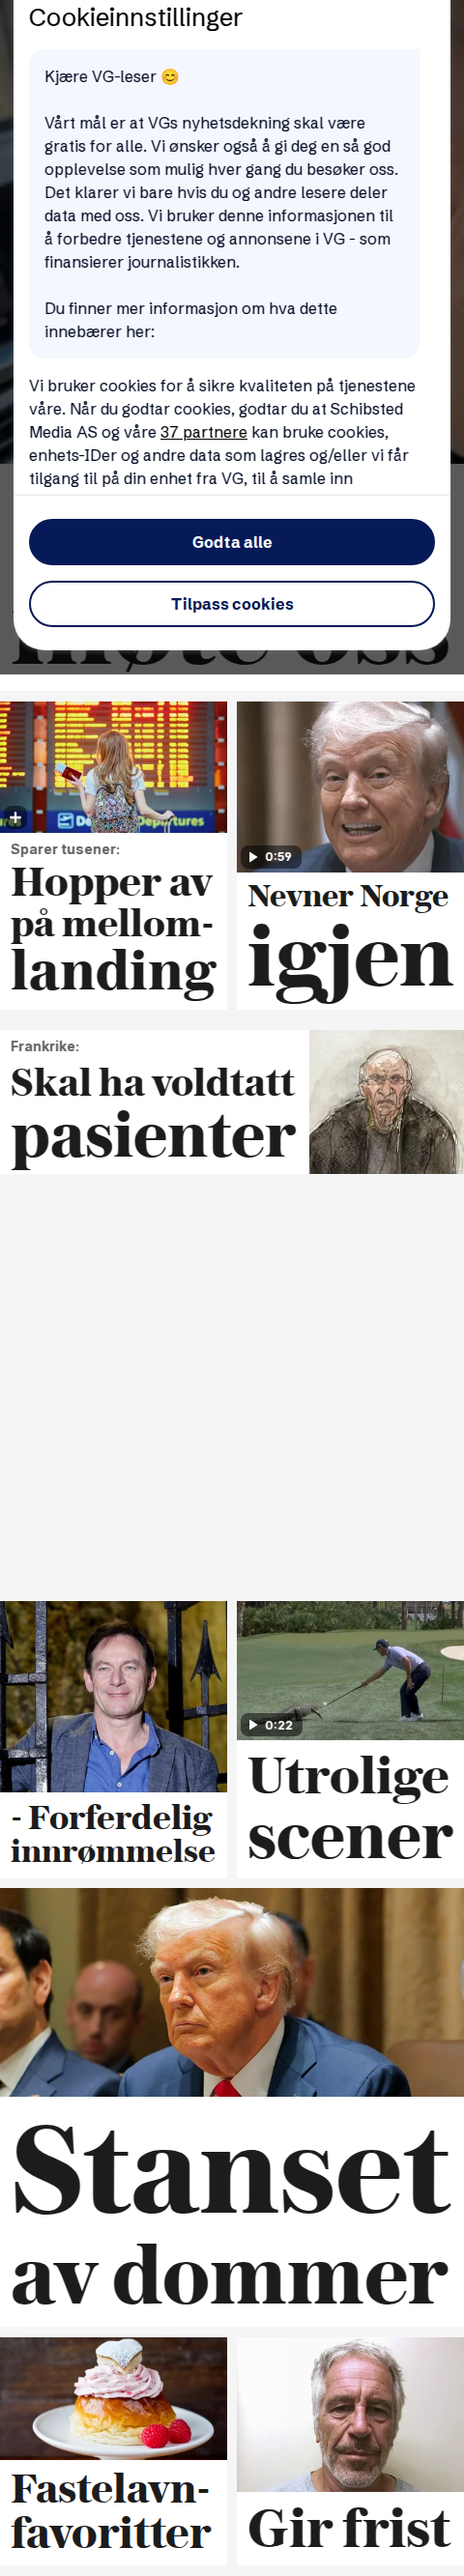 Cookieinnstillinger
Kjære VG-leser 😊
Vårt mål er at VGs nyhetsdekning skal være
gratis for alle. Vi ønsker også å gi deg en så god
opplevelse som mulig hver gang du besøker oss.
Det klarer vi bare hvis du og andre lesere deler
data med oss. Vi bruker denne informasjonen til
å forbedre tjenestene og annonsene i VG - som
finansierer journalistikken.
Du finner mer informasjon om hva dette
innebærer her:
Vi bruker cookies for å sikre kvaliteten på tjenestene
våre. Når du godtar cookies, godtar du at Schibsted
Media AS og våre 37 partnere kan bruke cookies,
enhets-IDer og andre data som lagres og/eller vi får
tilgang til på din enhet fra VG, til å samle inn
Godta alle
Tilpass cookies
møte oss
Departures
0:59
Sparer tusener:
Hopper av
på mellom-
landing
Nevner Norge
igjen
Frankrike:
Skal ha voldtatt
pasienter
0:22
- Forferdelig
innrømmelse
Utrolige
scener
Stanset
av dommer
Fastelavn-
favoritter
Gir frist